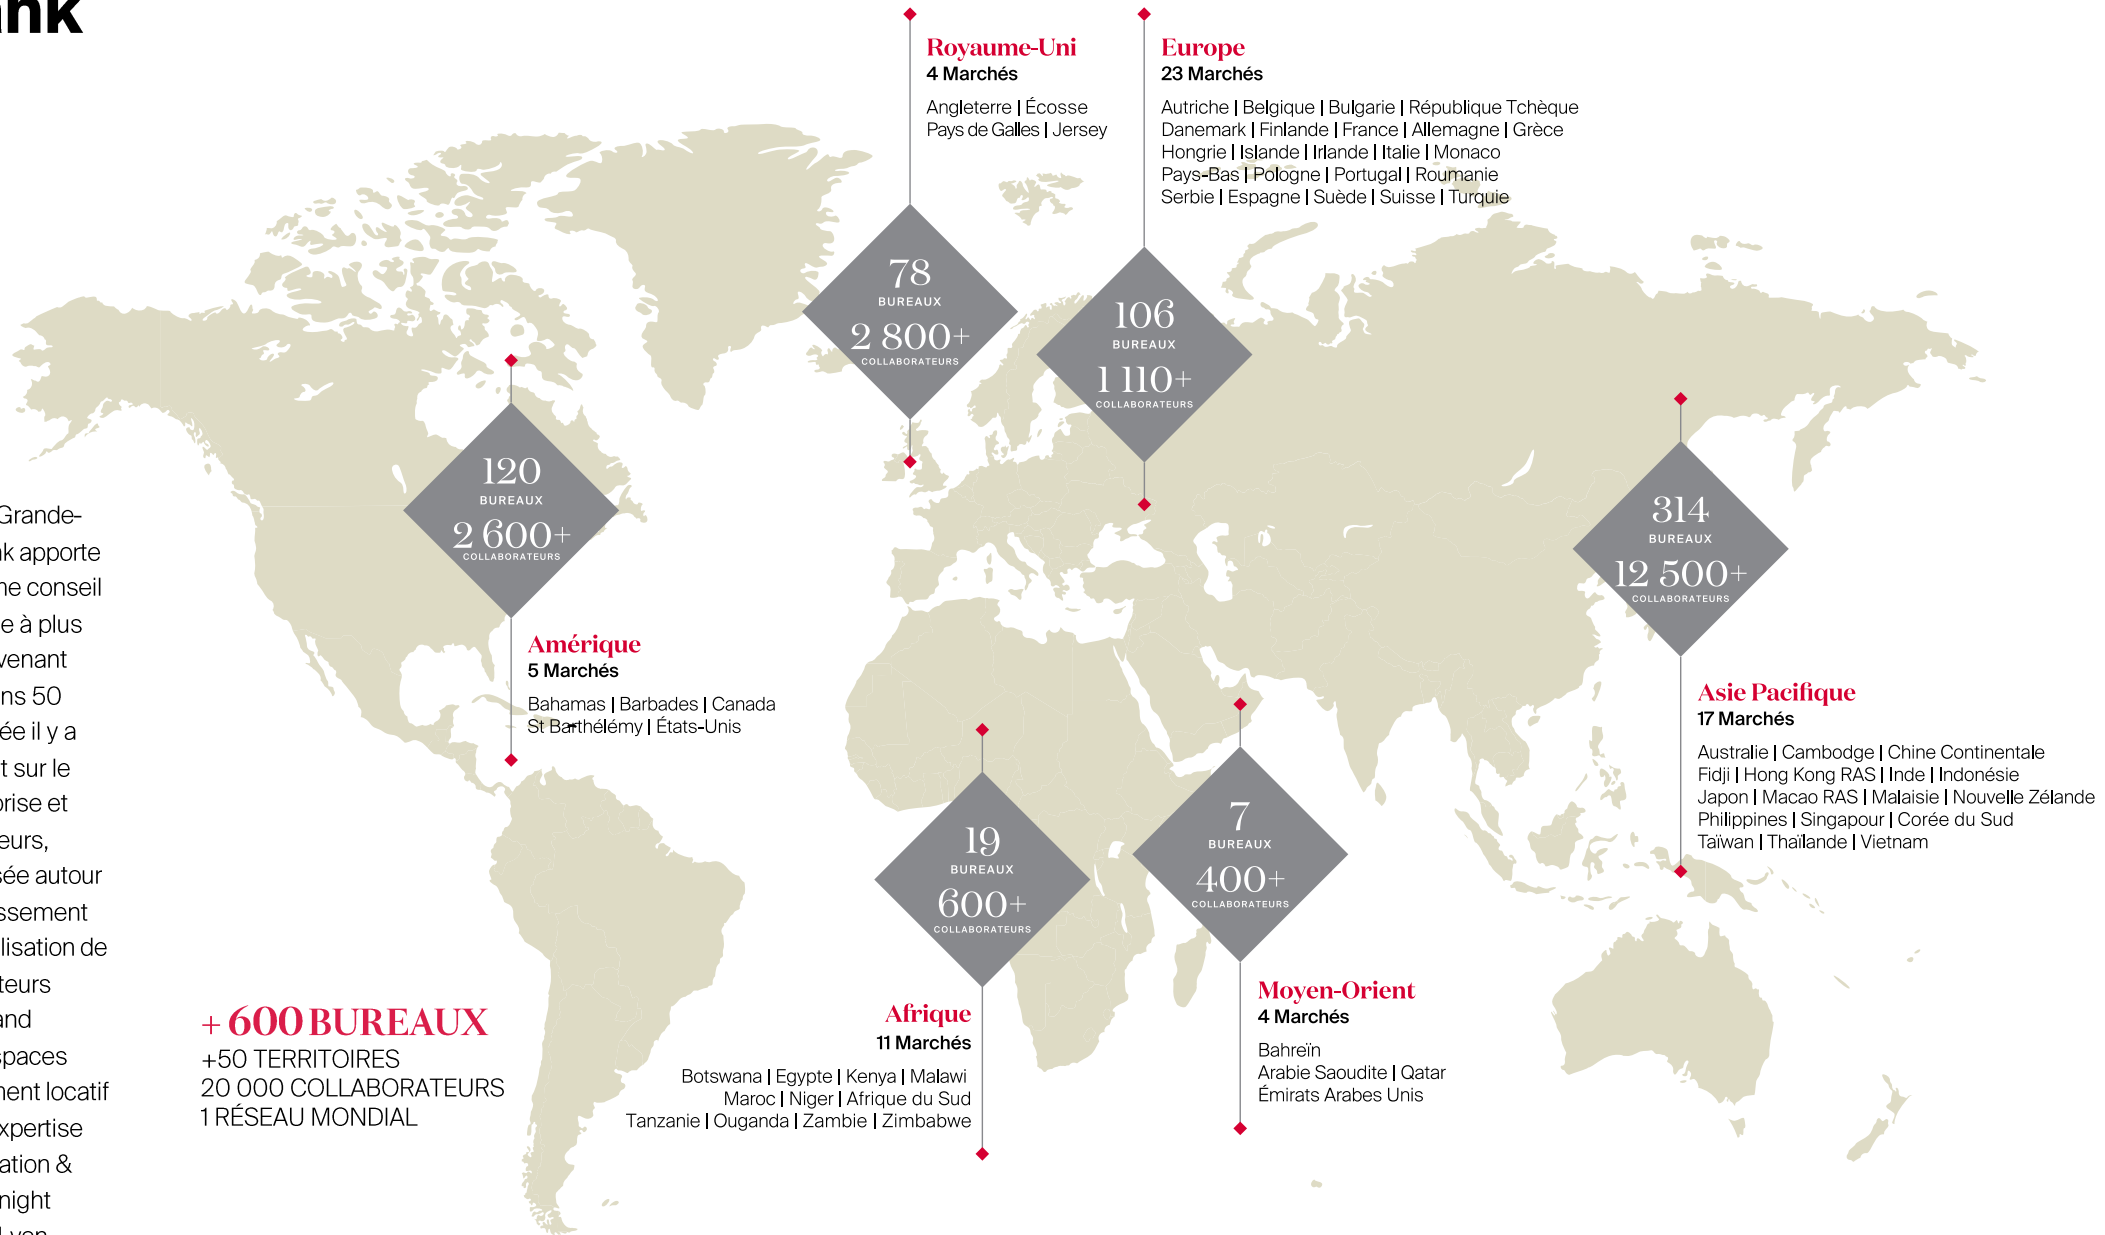 ank
Grande-
nk apporte
me conseil
e à plus
venant
ns 50
ée il y a
t sur le
orise et
eurs,
sée autour
ssement
lisation de
teurs
and
spaces
ment locatif
xpertise
ation &
night
Lyon
Royaume-Uni
4 Marchés
Angleterre | Écosse
Pays de Galles | Jersey
78
BUREAUX
2 800+
COLLABORATEURS
Europe
23 Marchés
Autriche | Belgique | Bulgarie | République Tchèque
Danemark | Finlande | France | Allemagne | Grèce
Hongrie | Islande | Irlande | Italie | Monaco
Pays-Bas | Pologne | Portugal | Roumanie
Serbie | Espagne | Suède | Suisse | Turquie
106
BUREAUX
1 110+
COLLABORATEURS
120
BUREAUX
2 600+
COLLABORATEURS
Amérique
5 Marchés
Bahamas | Barbades | Canada
St Barthélémy | États-Unis
314
BUREAUX
12 500+
COLLABORATEURS
Asie Pacifique
17 Marchés
Australie | Cambodge | Chine Continentale
Fidji | Hong Kong RAS | Inde | Indonésie
Japon | Macao RAS | Malaisie | Nouvelle Zélande
Philippines | Singapour | Corée du Sud
Taïwan | Thaïlande | Vietnam
19
BUREAUX
600+
COLLABORATEURS
Afrique
11 Marchés
Botswana | Egypte | Kenya | Malawi
Maroc | Niger | Afrique du Sud
Tanzanie | Ouganda | Zambie | Zimbabwe
7
BUREAUX
400+
COLLABORATEURS
Moyen-Orient
4 Marchés
Bahreïn
Arabie Saoudite | Qatar
Émirats Arabes Unis
+ 600 BUREAUX
+50 TERRITOIRES
20 000 COLLABORATEURS
1 RÉSEAU MONDIAL